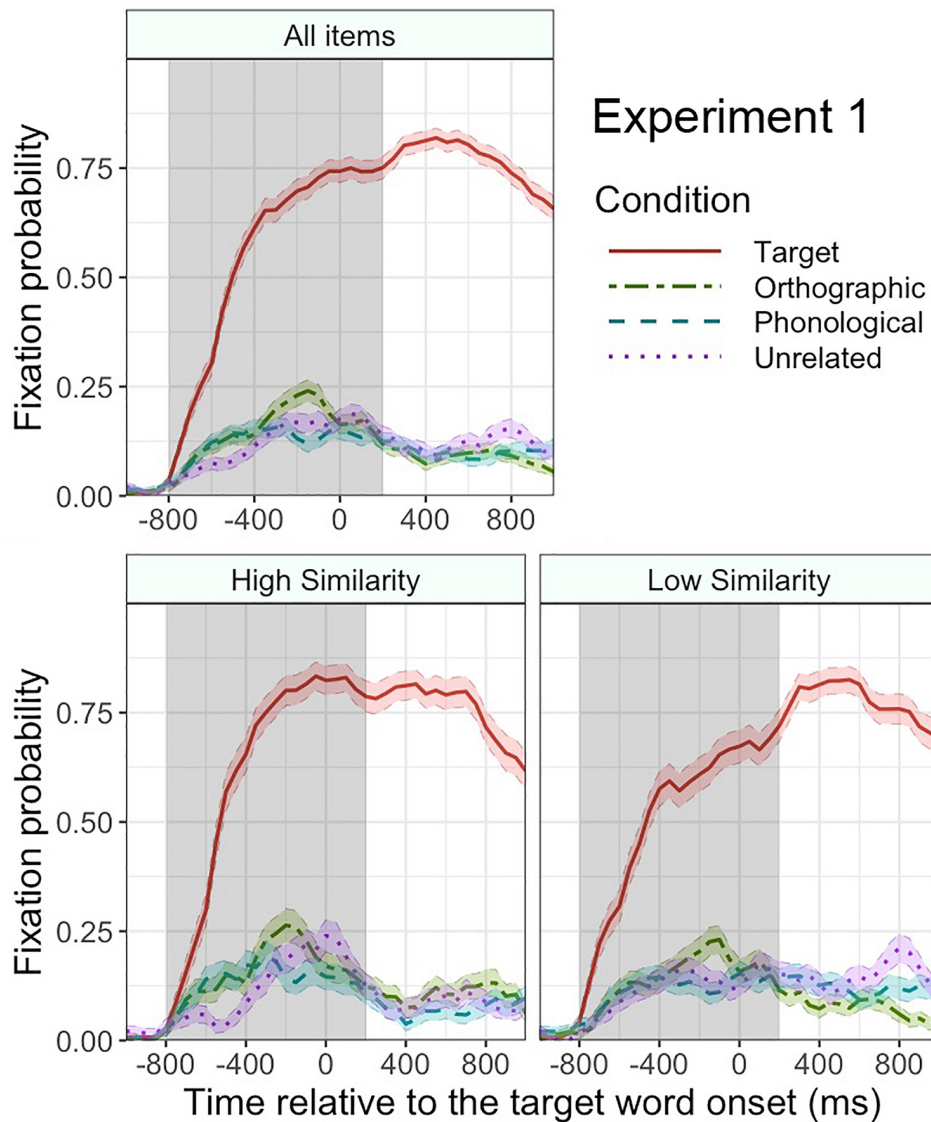 All items
Experiment 1
Condition
Target
Orthographic
Phonological
Unrelated
Fixation probability
0.75
0.50
0.25
0.00
-800 -400 0 400 800
High Similarity Low Similarity
Fixation probability
0.75
0.50
0.25
0.00
-800 -400 0 400 800 -800 -400 0 400 800
Time relative to the target word onset (ms)